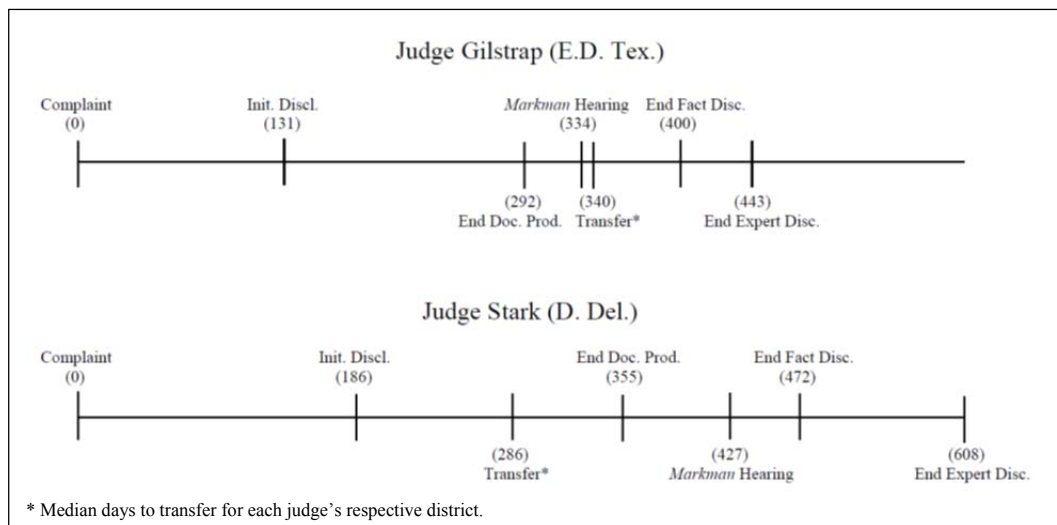 Judge Gilstrap (E.D. Tex.)
Complaint Init. Discl. Markman Hearing End Fact Disc.
(0) (131) (334) (400)
(292) (340) (443)
End Doc. Prod. Transfer* End Expert Disc.
Judge Stark (D. Del.)
Complaint Init. Discl. End Doc. Prod. End Fact Disc.
(0) (186) (355) (472)
(286) (427) (608)
Transfer* Markman Hearing End Expert Disc.
* Median days to transfer for each judge's respective district.